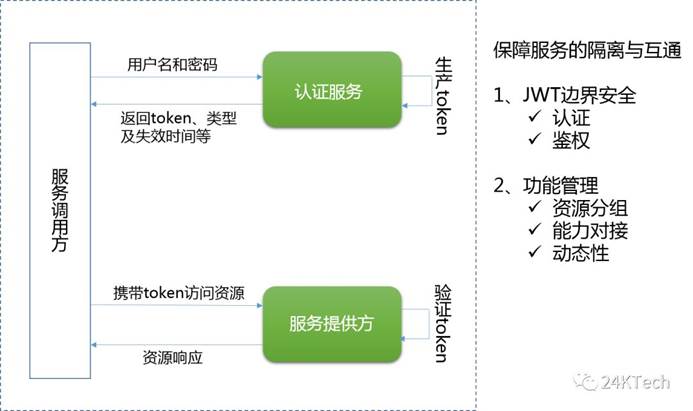 用户名和密码
认证服务
生产token
返回token、类型
及失效时间等
服务调用方
携带token访问资源
服务提供方
验证token
资源响应
保障服务的隔离与互通
1、JWT边界安全
✓ 认证
✓ 鉴权
2、功能管理
✓ 资源分组
✓ 能力对接
✓ 动态性
24KTech